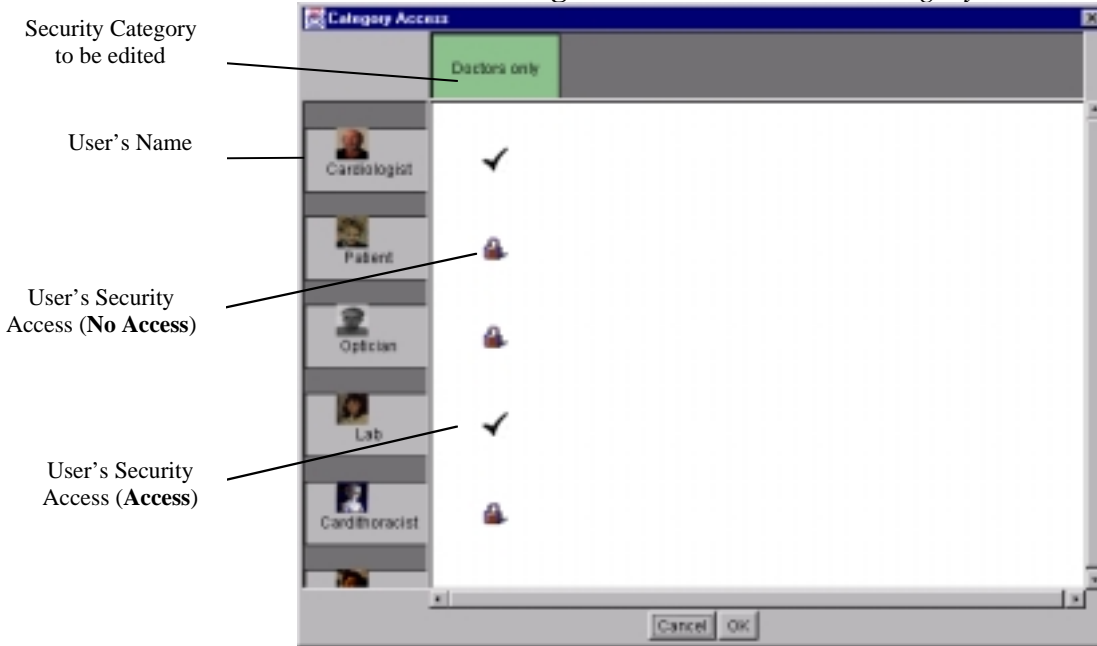 Category Access
Security Category
to be edited
Doctors only
User's Name
Cardiologist
Patient
User's Security
Access (No Access)
Optician
Lab
User's Security
Access (Access)
Cardithoracist
Cancel
OK